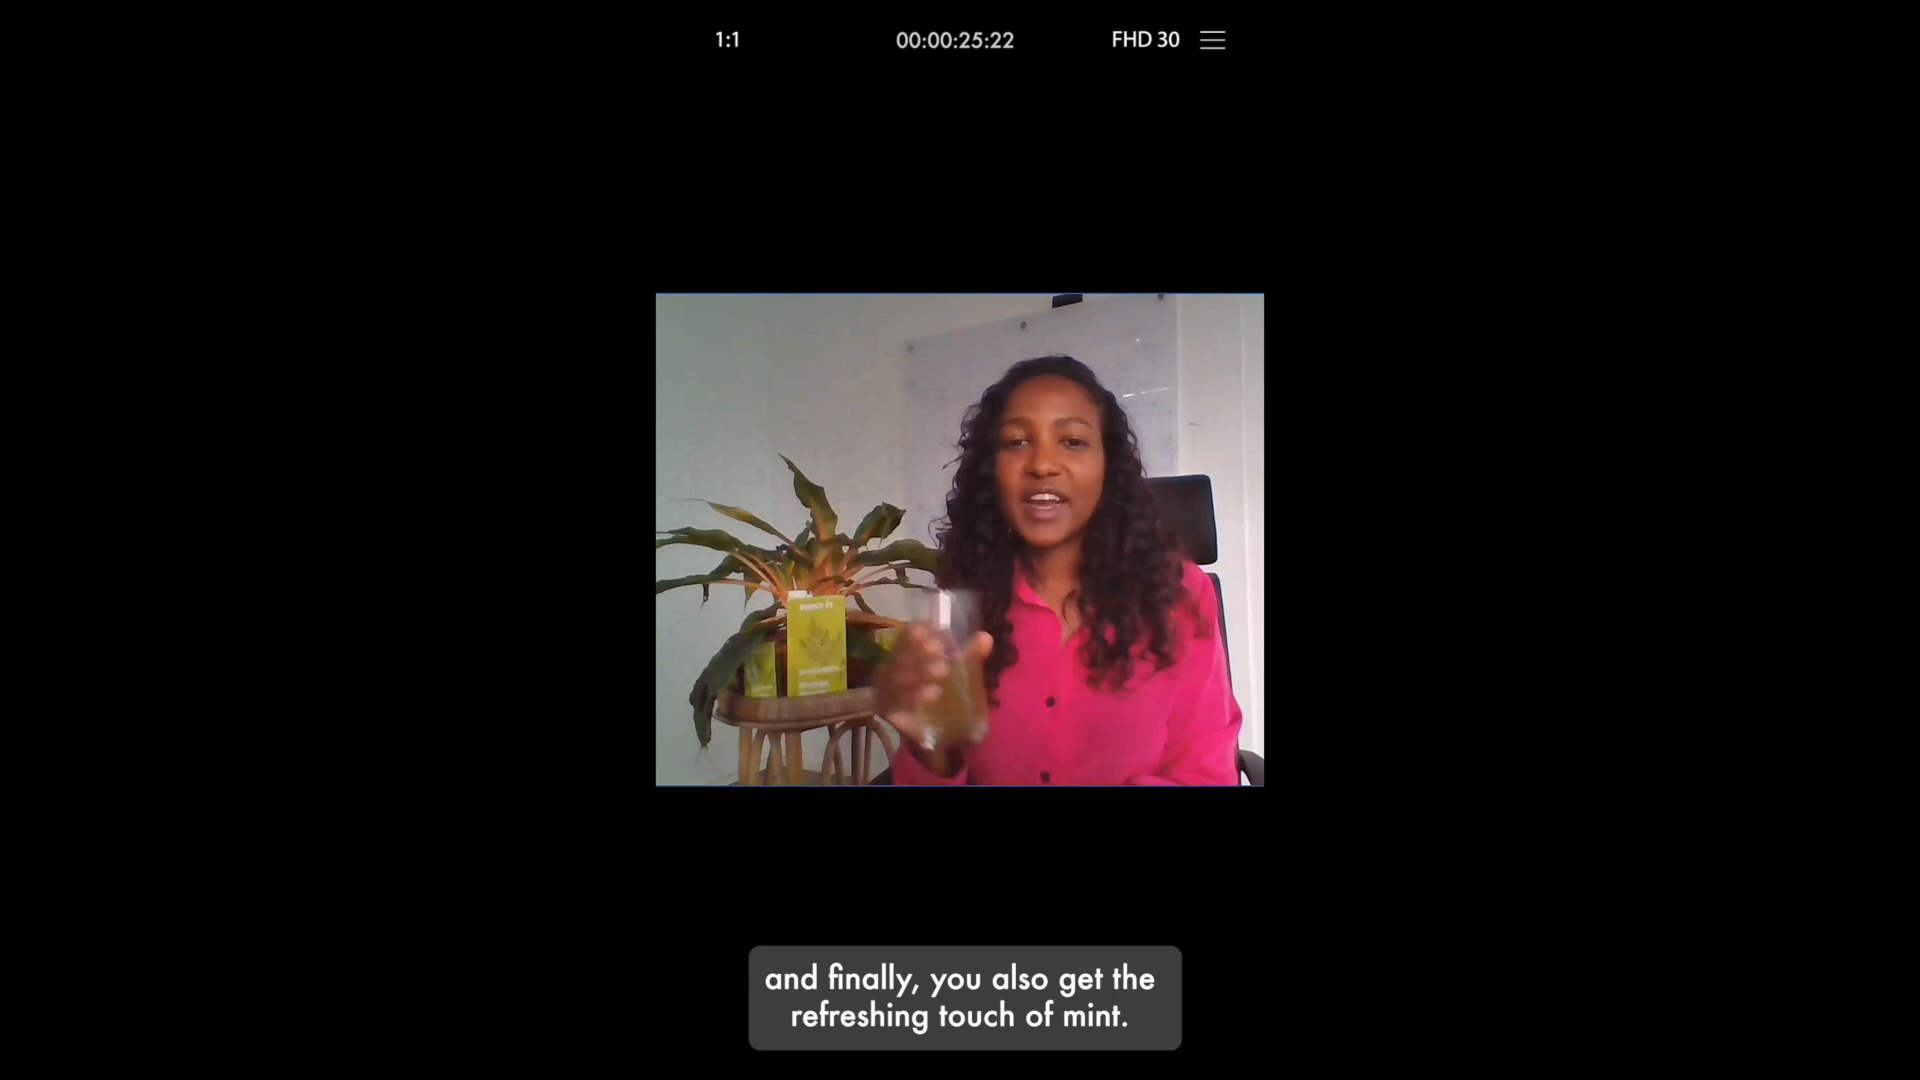 1:1
00:00:25:22
FHD 30
and finally, you also get the
refreshing touch of mint.